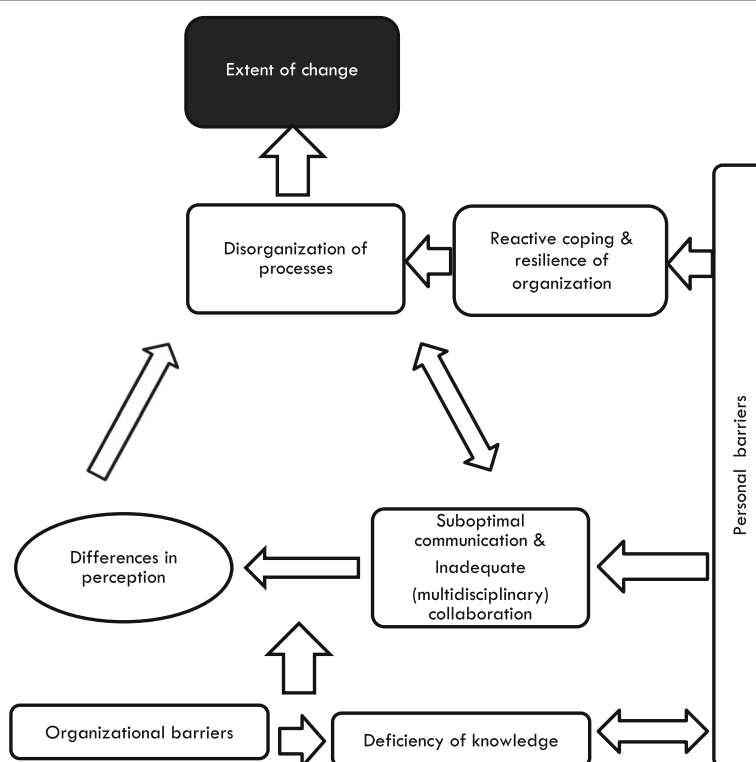 Extent of change
Disorganization of
processes
Reactive coping &
resilience of
organization
Personal barriers
Differences in
perception
Suboptimal
communication &
Inadequate
(multidisciplinary)
collaboration
Organizational barriers
Deficiency of knowledge